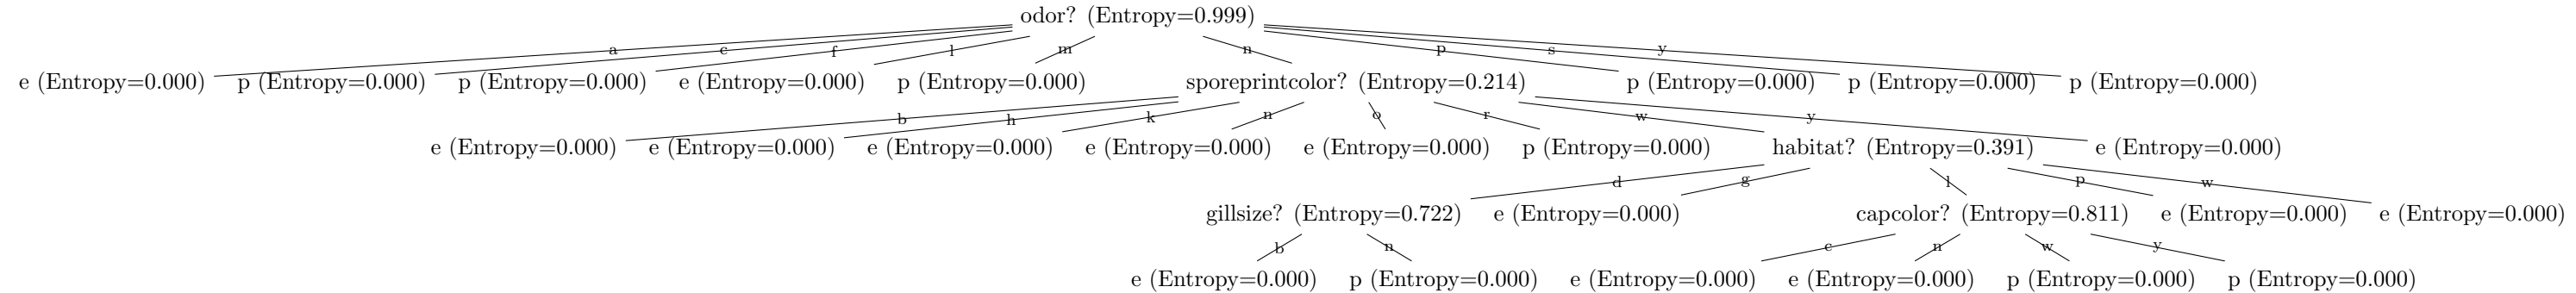 odor? (Entropy=0.999)
a c f l m n p s y
e (Entropy=0.000) p (Entropy=0.000) p (Entropy=0.000) e (Entropy=0.000) p (Entropy=0.000) sporeprintcolor? (Entropy=0.214) p (Entropy=0.000) p (Entropy=0.000) p (Entropy=0.000)
b h k n o r w y
e (Entropy=0.000) e (Entropy=0.000) e (Entropy=0.000) e (Entropy=0.000) e (Entropy=0.000) p (Entropy=0.000) habitat? (Entropy=0.391) e (Entropy=0.000)
d g l p w
gillsize? (Entropy=0.722) e (Entropy=0.000) capcolor? (Entropy=0.811) e (Entropy=0.000) e (Entropy=0.000)
b n c n w y
e (Entropy=0.000) p (Entropy=0.000) e (Entropy=0.000) e (Entropy=0.000) p (Entropy=0.000) p (Entropy=0.000)